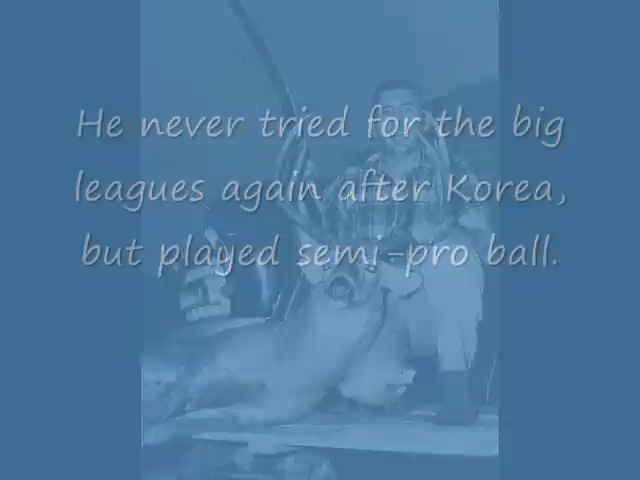 He never tried for the big
leagues again after Korea,
but played semi-pro ball.